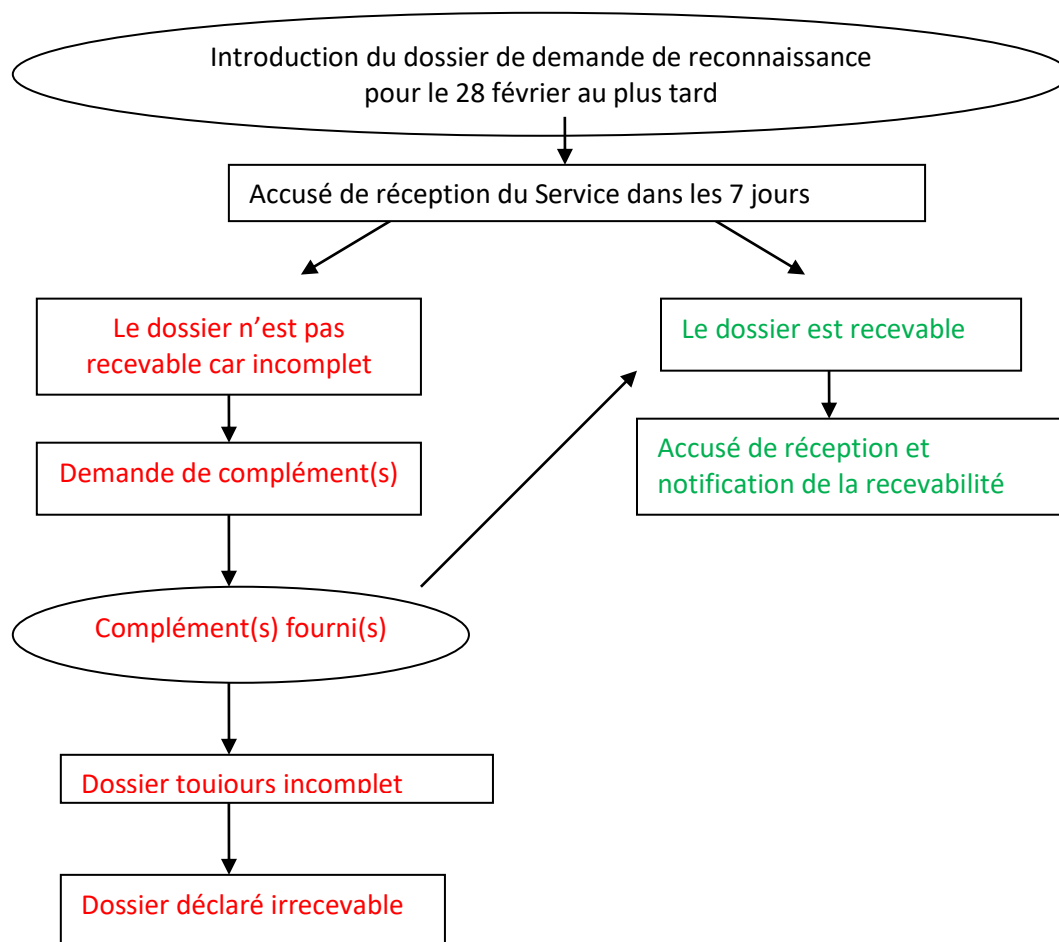 Introduction du dossier de demande de reconnaissance
pour le 28 février au plus tard
Accusé de réception du Service dans les 7 jours
Le dossier n’est pas
recevable car incomplet
Le dossier est recevable
Demande de complément(s)
Accusé de réception et
notification de la recevabilité
Complément(s) fourni(s)
Dossier toujours incomplet
Dossier déclaré irrecevable